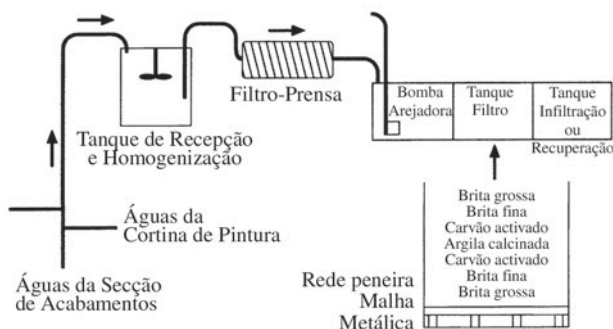 Tanque de Recepção
e Homogenização
Filtro-Prensa
Bomba
Arejadora
Tanque
Filtro
Tanque
Infiltração
ou
Recuperação
Águas da
Cortina de Pintura
Águas da Secção
de Acabamentos
Brita grossa
Brita fina
Carvão activado
Argila calcinada
Carvão activado
Brita fina
Brita grossa
Rede peneira
Malha
Metálica